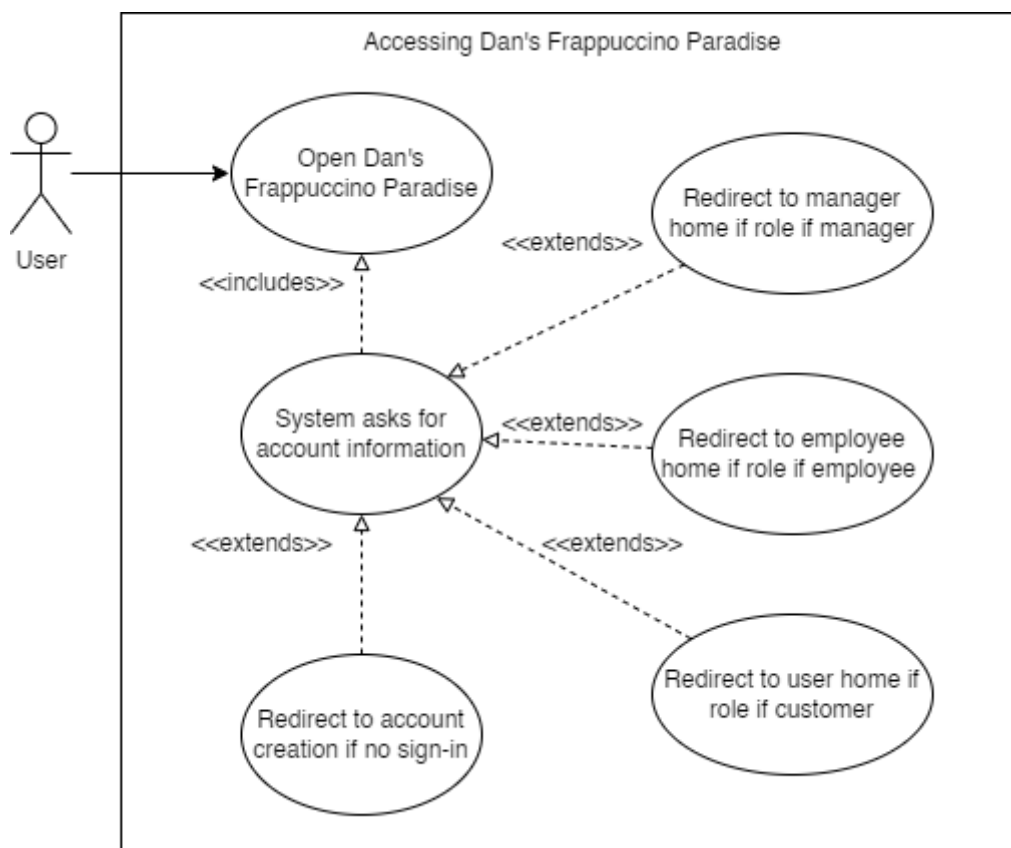 Accessing Dan's Frappuccino Paradise
Open Dan's
Frappuccino Paradise
User
<<includes>>
Redirect to manager
home if role if manager
<<extends>>
System asks for
account information
<<extends>>
Redirect to employee
home if role if employee
<<extends>>
<<extends>>
Redirect to account
creation if no sign-in
Redirect to user home if
role if customer